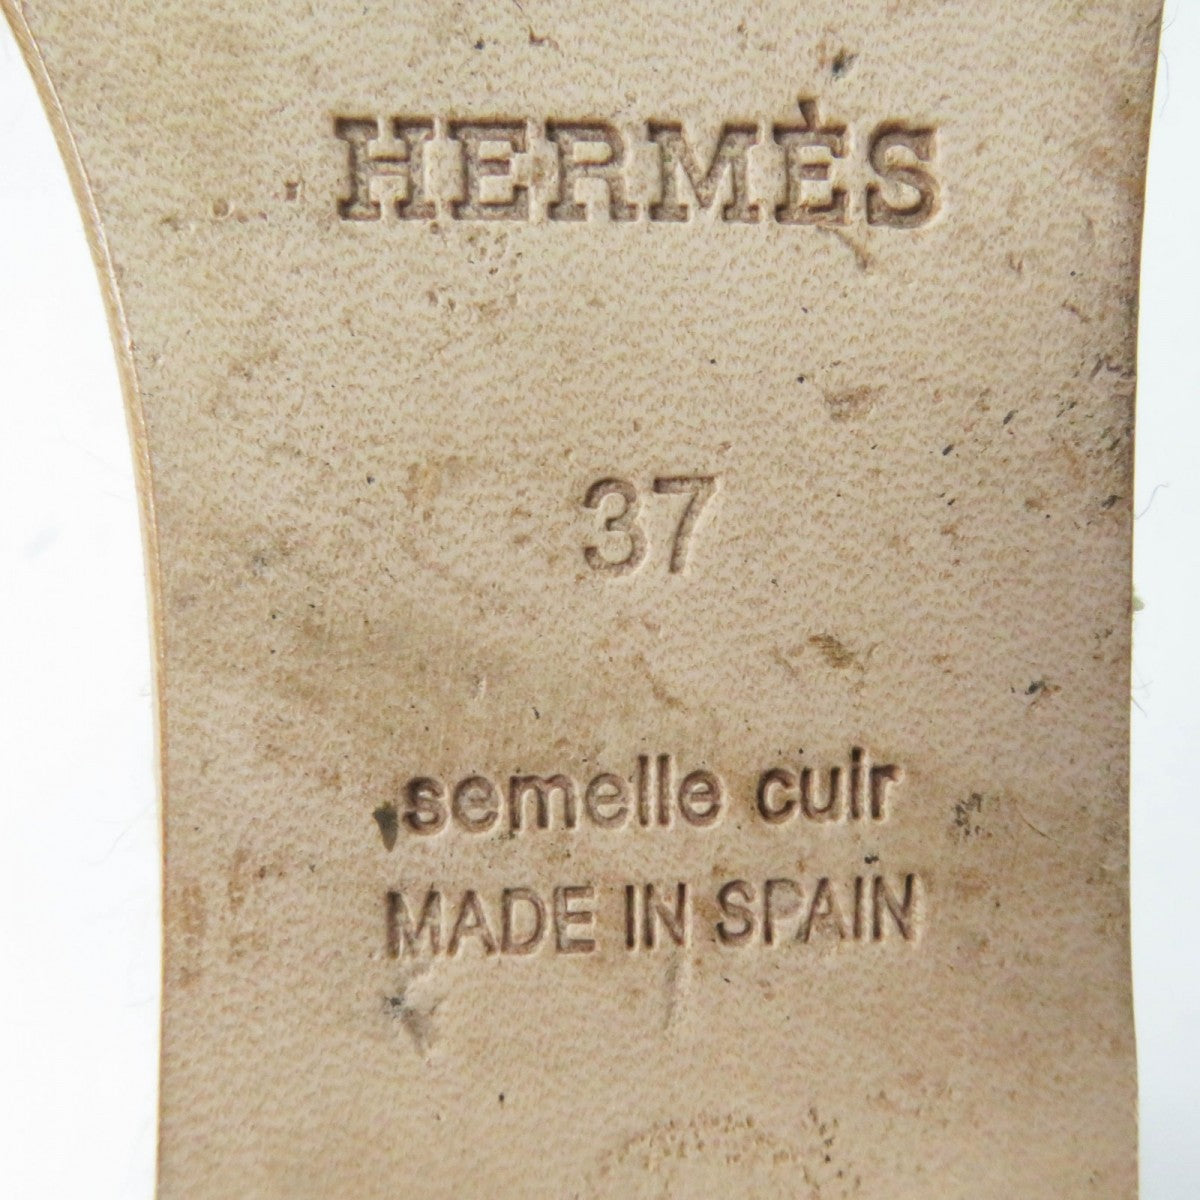 HERMÈS
37
semelle cuir
MADE IN SPAIN